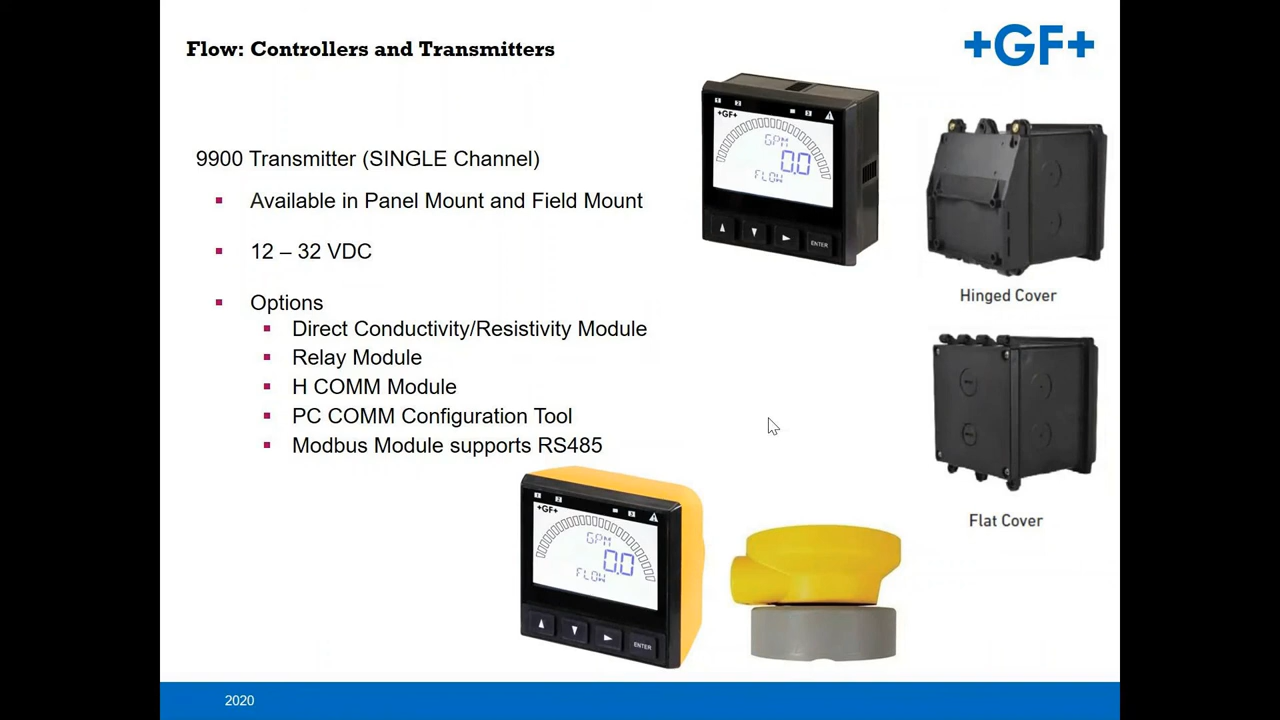 Flow: Controllers and Transmitters
+GF+
9900 Transmitter (SINGLE Channel)
Available in Panel Mount and Field Mount
12 – 32 VDC
Options
Direct Conductivity/Resistivity Module
Relay Module
H COMM Module
PC COMM Configuration Tool
Modbus Module supports RS485
+GF+
GPM
0.0
FLOW
ENTER
Hinged Cover
Flat Cover
+GF+
GPM
0.0
FLOW
ENTER
2020